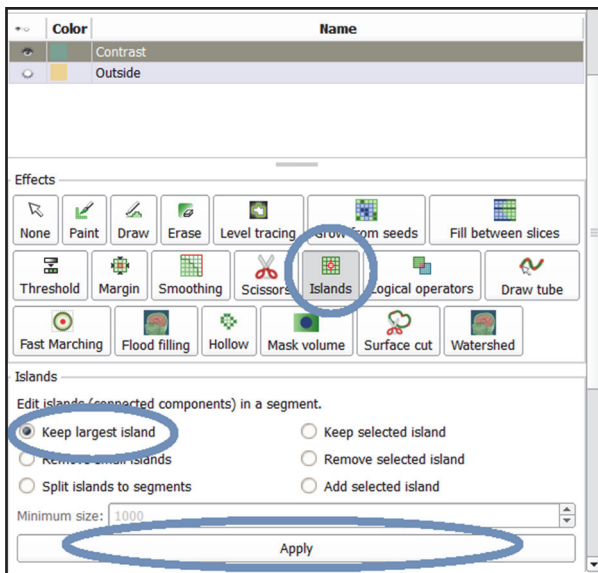 Color Name
Contrast
Outside
Effects
None Paint Draw Erase Level tracing Grow from seeds Fill between slices
Threshold Margin Smoothing Scissors Islands Logical operators Draw tube
Fast Marching Flood filling Hollow Mask volume Surface cut Watershed
Islands
Edit islands (connected components) in a segment.
Keep largest island Keep selected island
Remove small islands Remove selected island
Split islands to segments Add selected island
Minimum size: 1000
Apply